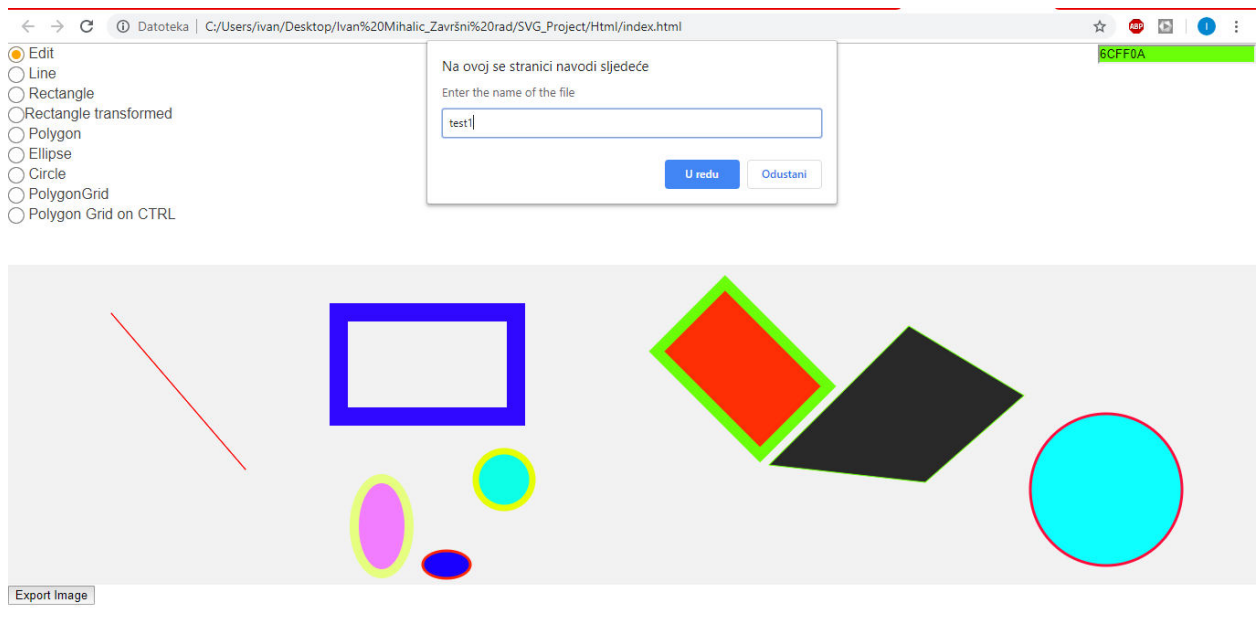 Datoteka | C:/Users/ivan/Desktop/Ivan%20Mihalic_Završni%20rad/SVG_Project/Html/index.html
ABP
I
Edit
Line
Rectangle
Rectangle transformed
Polygon
Ellipse
Circle
PolygonGrid
Polygon Grid on CTRL
Na ovoj se stranici navodi sljedeće
Enter the name of the file
test1
U redu
Odustani
6CFF0A
Export Image